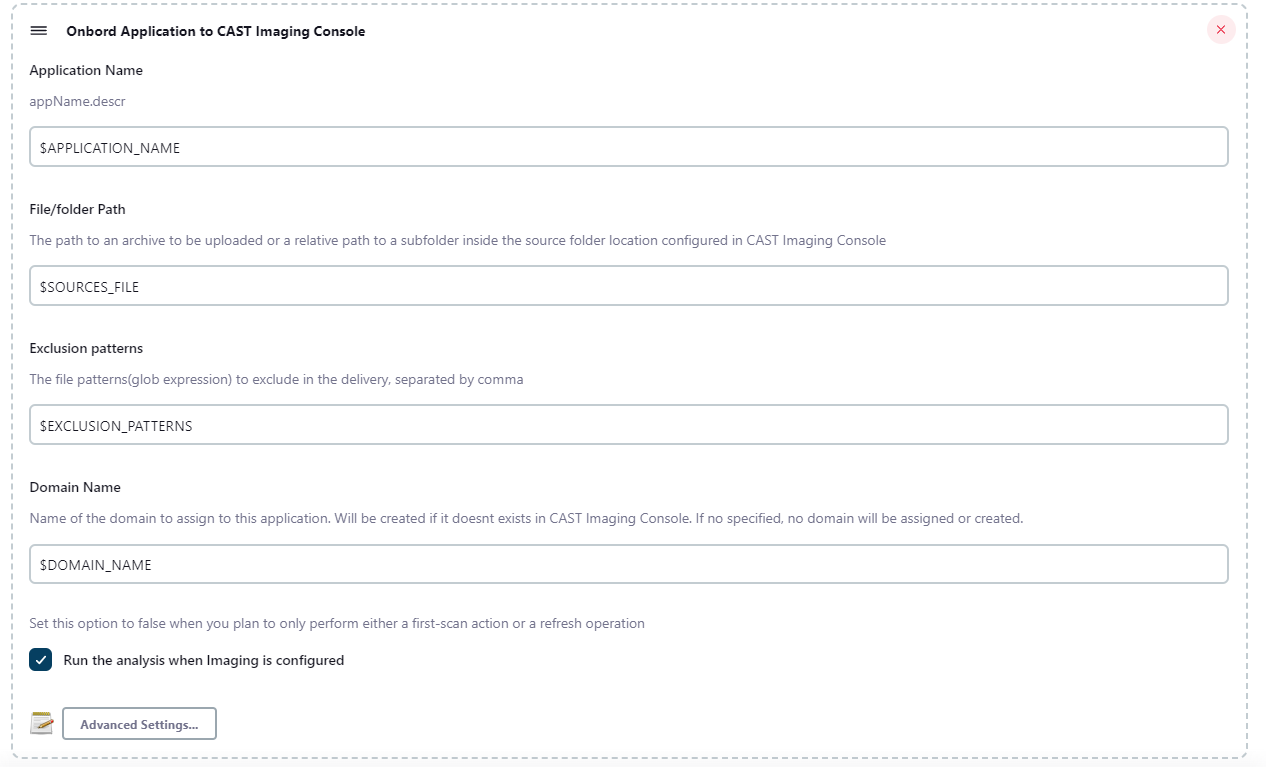 Onbord Application to CAST Imaging Console
Application Name
appName.descr
$APPLICATION_NAME
File/folder Path
The path to an archive to be uploaded or a relative path to a subfolder inside the source folder location configured in CAST Imaging Console
$SOURCES_FILE
Exclusion patterns
The file patterns(glob expression) to exclude in the delivery, separated by comma
$EXCLUSION_PATTERNS
Domain Name
Name of the domain to assign to this application. Will be created if it doesnt exists in CAST Imaging Console. If no specified, no domain will be assigned or created.
$DOMAIN_NAME
Set this option to false when you plan to only perform either a first-scan action or a refresh operation
Run the analysis when Imaging is configured
Advanced Settings...